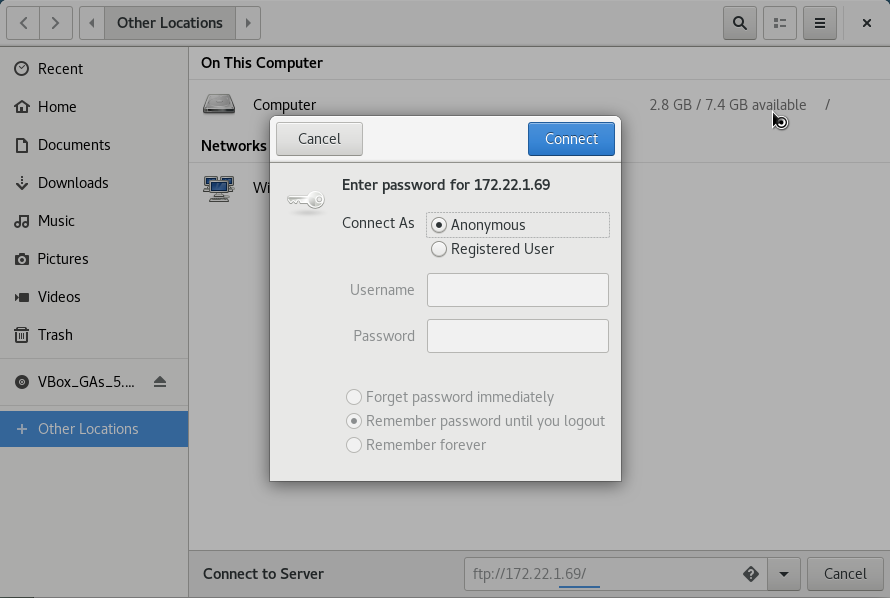 Other Locations
Recent
Home
Documents
Downloads
Music
Pictures
Videos
Trash
VBox_GAs_5....
Other Locations
On This Computer
Computer 2.8 GB / 7.4 GB available /
Networks
Wi
Cancel Connect
Enter password for 172.22.1.69
Connect As Anonymous
Registered User
Username
Password
Forget password immediately
Remember password until you logout
Remember forever
Connect to Server ftp://172.22.1.69/ Cancel